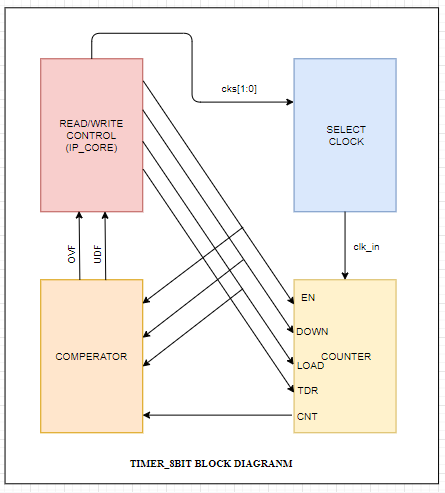 cks[1:0]
READ/WRITE
CONTROL
(IP_CORE)
SELECT
CLOCK
OVF
UDF
clk_in
EN
DOWN
COMPERATOR
COUNTER
LOAD
TDR
CNT
TIMER_8BIT BLOCK DIAGRANM